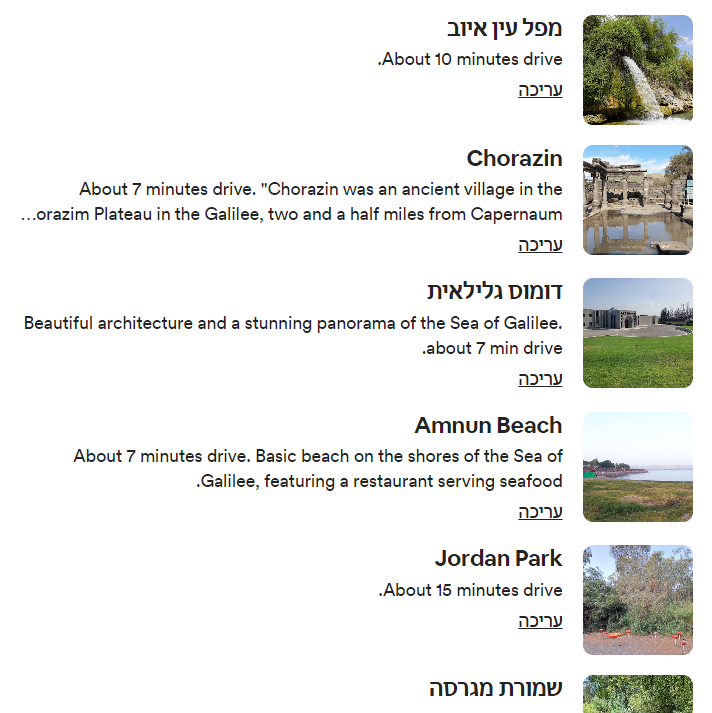 מפל עין איוב
About 10 minutes drive.
עריכה
Chorazin
About 7 minutes drive. "Chorazin was an ancient village in the
orazim Plateau in the Galilee, two and a half miles from Capernaum…
עריכה
דומוס גלילאית
Beautiful architecture and a stunning panorama of the Sea of Galilee.
about 7 min drive.
עריכה
Amnun Beach
About 7 minutes drive. Basic beach on the shores of the Sea of
Galilee, featuring a restaurant serving seafood.
עריכה
Jordan Park
About 15 minutes drive.
עריכה
שמורת מגרסה